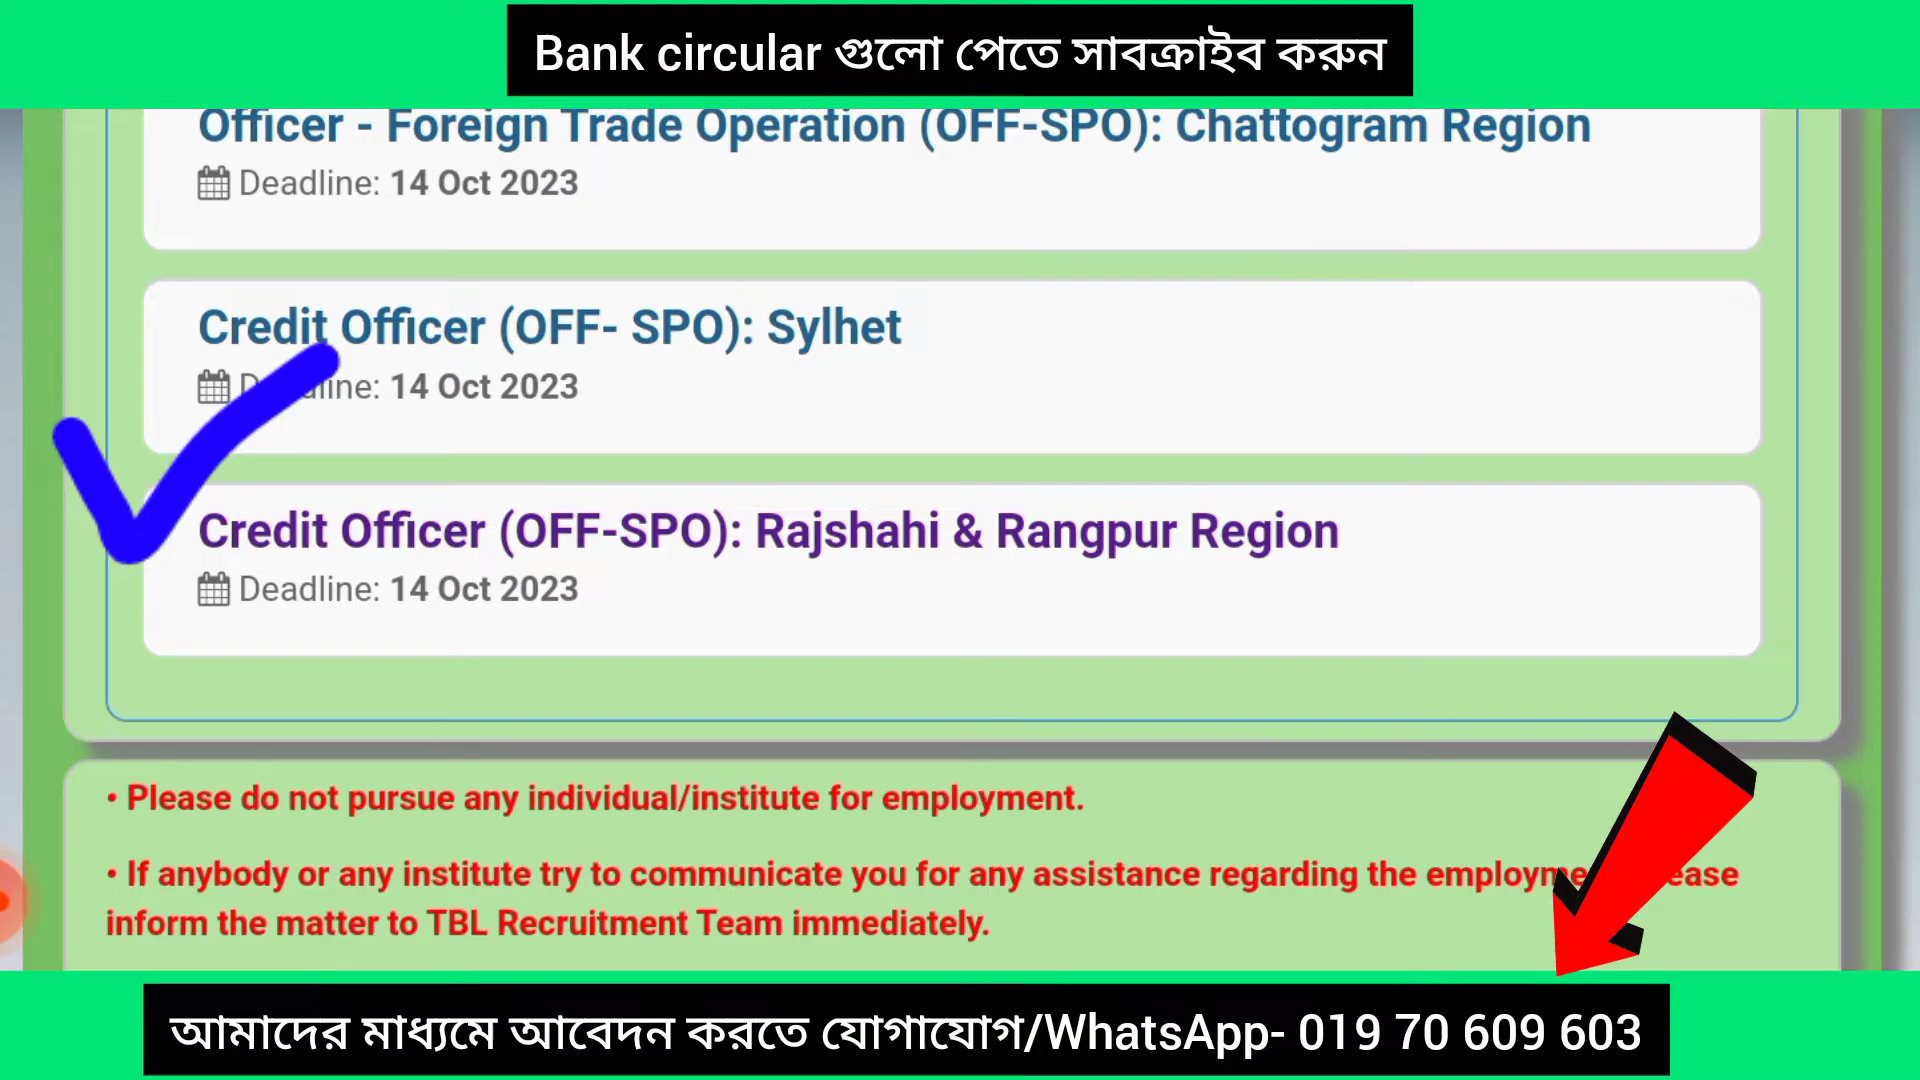 Bank circular গুলো পেতে সাবক্রাইব করুন
Officer - Foreign Trade Operation (OFF-SPO): Chattogram Region
Deadline: 14 Oct 2023
Credit Officer (OFF- SPO): Sylhet
14 Oct 2023
Credit Officer (OFF-SPO): Rajshahi & Rangpur Region
Deadline: 14 Oct 2023
• Please do not pursue any individual/institute for employment.
• If anybody or any institute try to communicate you for any assistance regarding the
inform the matter to TBL Recruitment Team immediately.
আমাদের মাধ্যমে আবেদন করতে যোগাযোগ/WhatsApp- 019 70 609 603